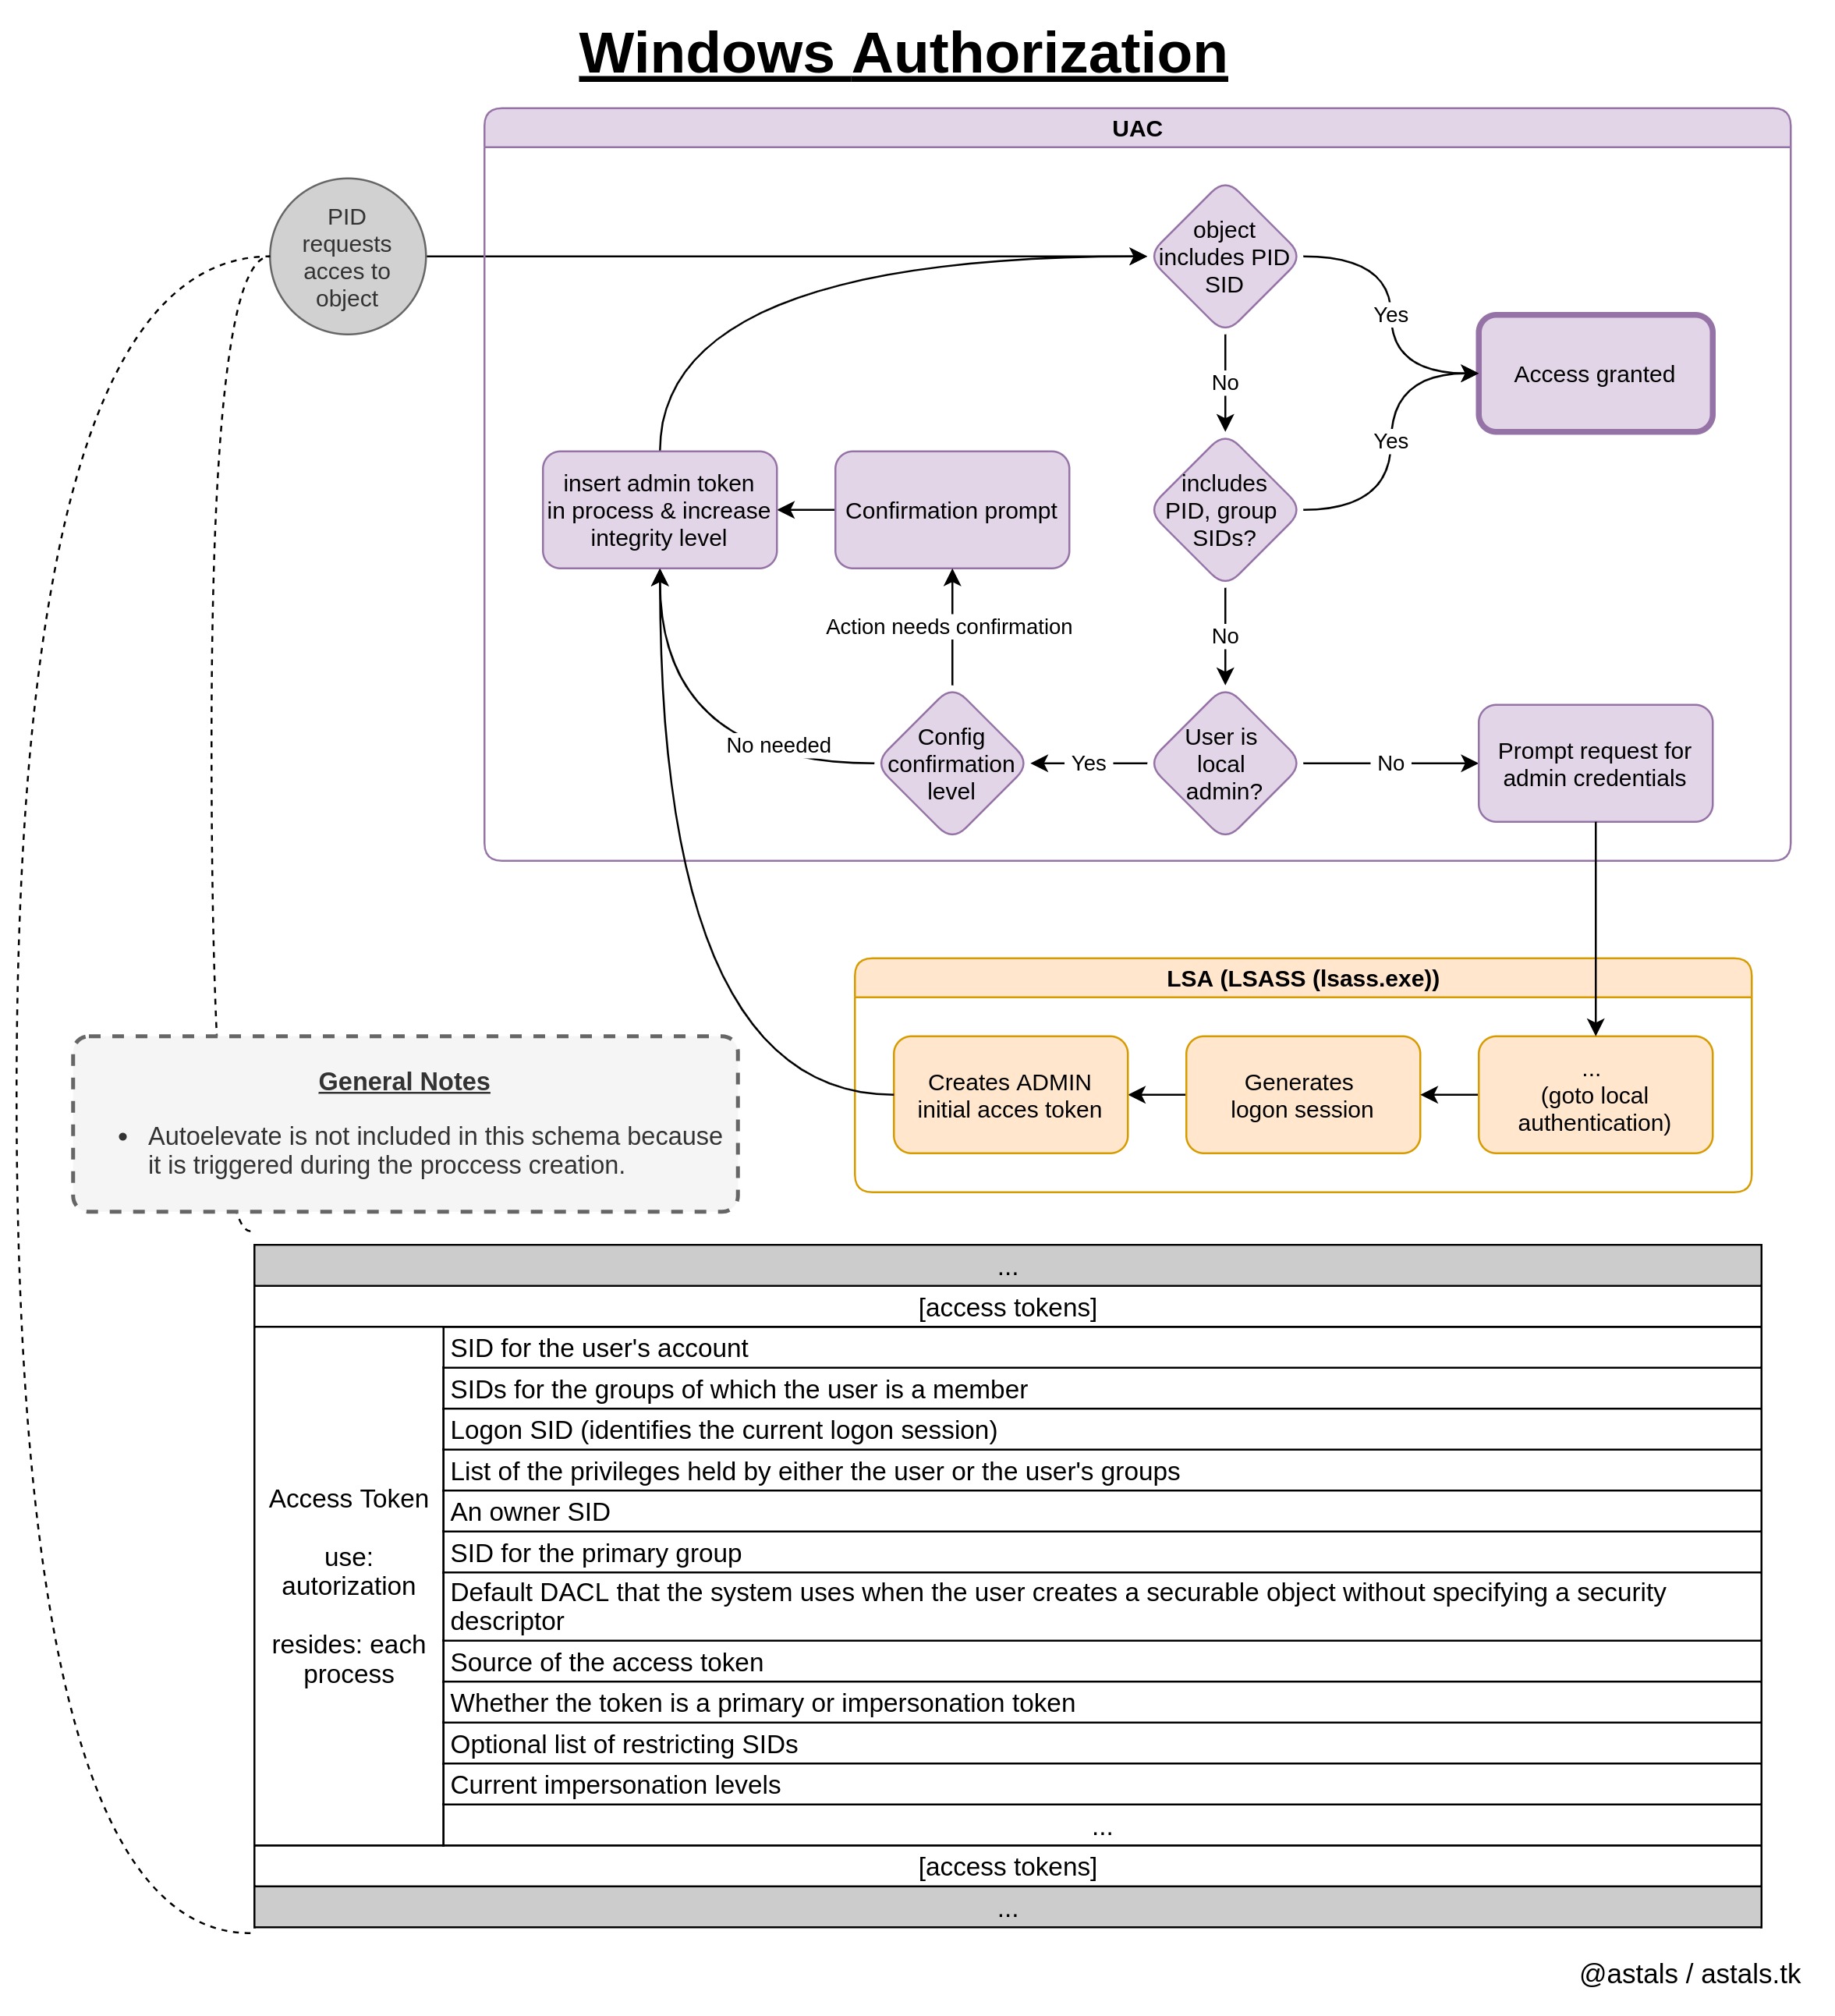 Windows Authorization
UAC
PID
requests
acces to
object
object
includes PID
SID
Yes
Access granted
No
Yes
insert admin token
in process & increase
integrity level
Confirmation prompt
includes
PID, group
SIDs?
Action needs confirmation
No
No needed
Config
confirmation
level
Yes
User is
local
admin?
No
Prompt request for
admin credentials
LSA (LSASS (lsass.exe))
Creates ADMIN
initial acces token
Generates
logon session
...
(goto local
authentication)
General Notes
• Autoelevate is not included in this schema because
it is triggered during the proccess creation.
...
[access tokens]
Access Token
use:
autorization
resides: each
process
SID for the user's account
SIDs for the groups of which the user is a member
Logon SID (identifies the current logon session)
List of the privileges held by either the user or the user's groups
An owner SID
SID for the primary group
Default DACL that the system uses when the user creates a securable object without specifying a security
descriptor
Source of the access token
Whether the token is a primary or impersonation token
Optional list of restricting SIDs
Current impersonation levels
...
[access tokens]
...
@astals / astals.tk